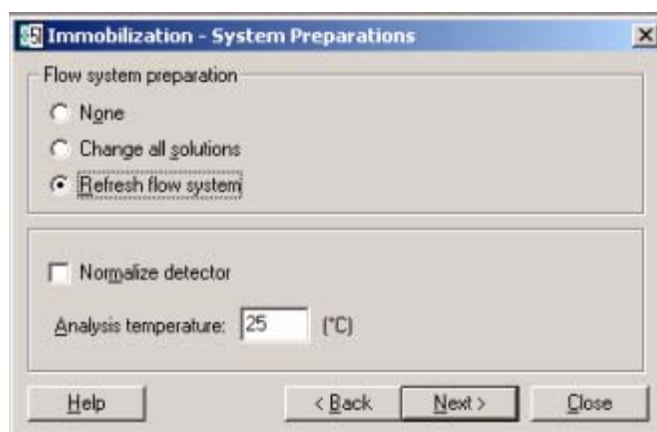 Immobilization - System Preparations
Flow system preparation
None
Change all solutions
Refresh flow system
Normalize detector
Analysis temperature: 25 (°C)
Help < Back Next > Close